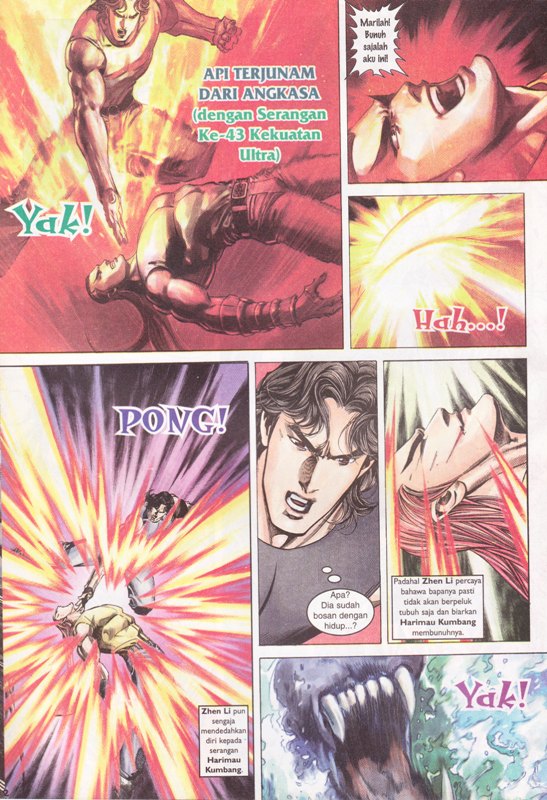 API TERJUNAM
DARI ANGKASA
(dengan Serangan
Ke-43 Kekuatan
Ultra)
Yak!
Marilah!
Bunuh
sajalah
aku ini!
Hah...!
PONG!
Zhen Li pun
sengaja
mendedahkan
diri kepada
serangan
Harimau
Kumbang.
Apa?
Dia sudah
bosan dengan
hidup...?
Padahal Zhen Li percaya
bahawa bapanya pasti
tidak akan berpeluk
tubuh saja dan biarkan
Harimau Kumbang
membunuhnya.
Yak!